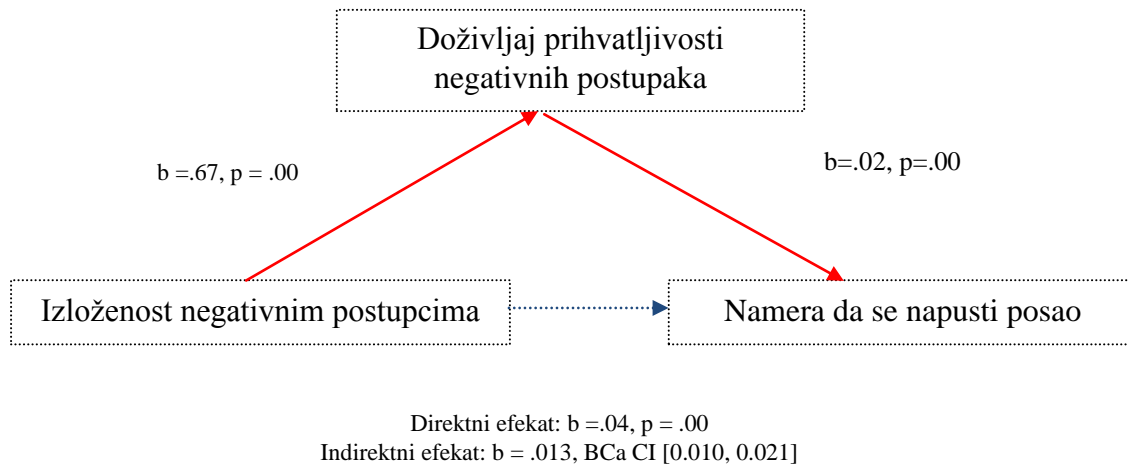 Doživljaj prihvatljivosti
negativnih postupaka
b =.67, p = .00
b=.02, p=.00
Izloženost negativnim postupcima
Namera da se napusti posao
Direktni efekat: b =.04, p = .00
Indirektni efekat: b = .013, BCa CI [0.010, 0.021]